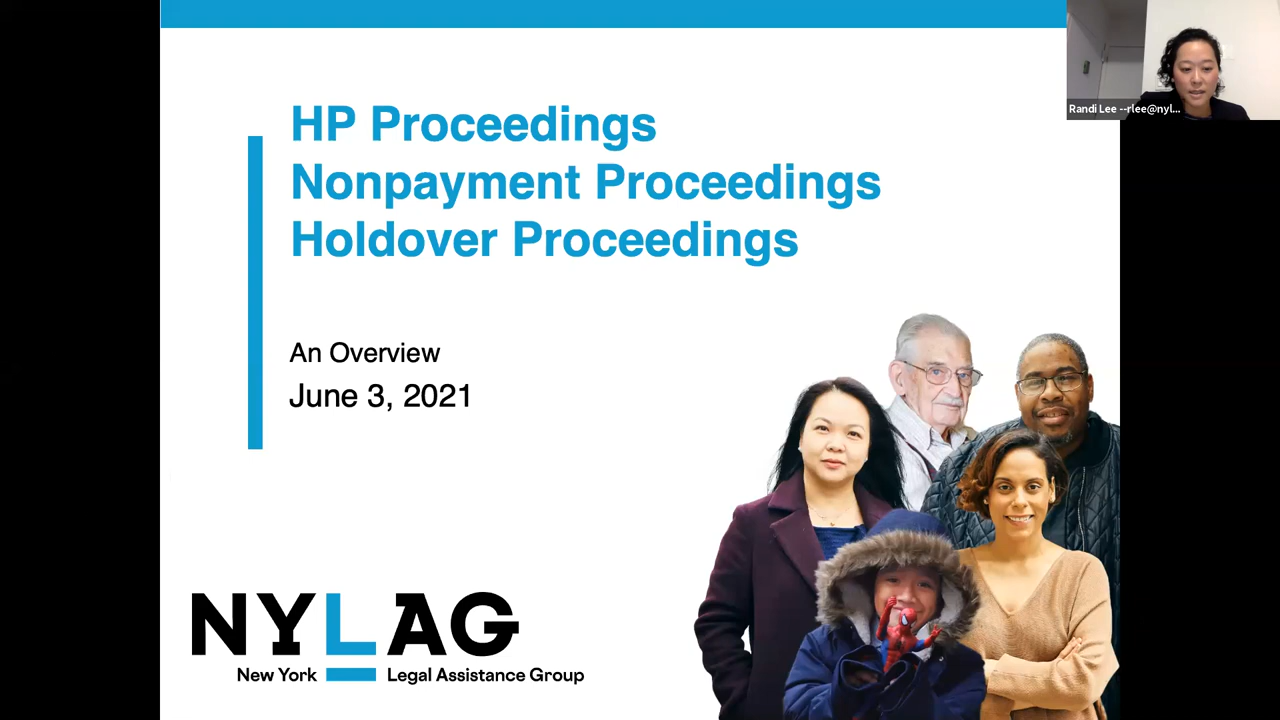 HP Proceedings
Nonpayment Proceedings
Holdover Proceedings
An Overview
June 3, 2021
NYLAG
New York Legal Assistance Group
Randi Lee --rlee@nyl...